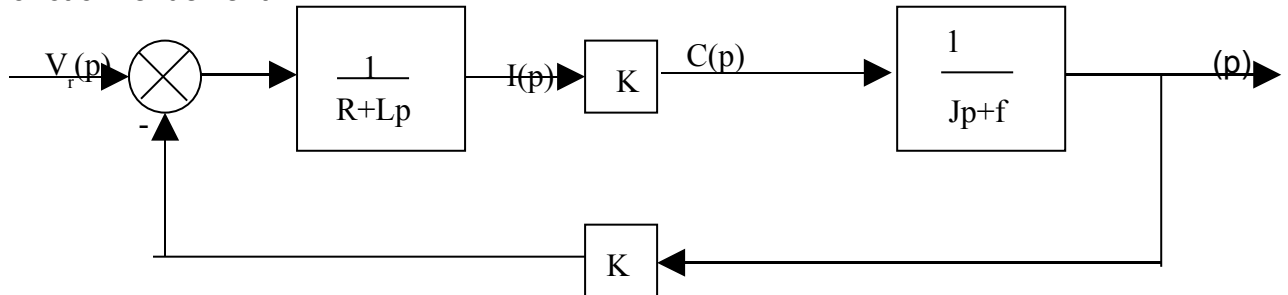 V_r(p)
1
R+Lp
I(p)
K
C(p)
1
Jp+f
(p)
-
K